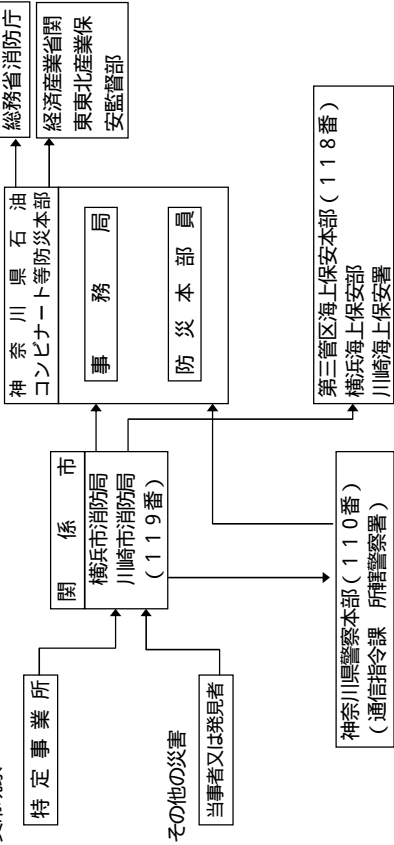 特 定 事 業 所
その他の災害
当事者又は発見者
関 係 市
横浜市消防局
川崎市消防局
（１１９番）
神奈川県警察本部（１１０番）
（通信指令課 所轄警察署）
神 奈 川 県 石 油
コンビナート等防災本部
事 務 局
防 災 本 部 員
第三管区海上保安本部（１１８番）
横浜海上保安部
川崎海上保安署
総務省消防庁
経済産業省関
東東北産業保
安監督部